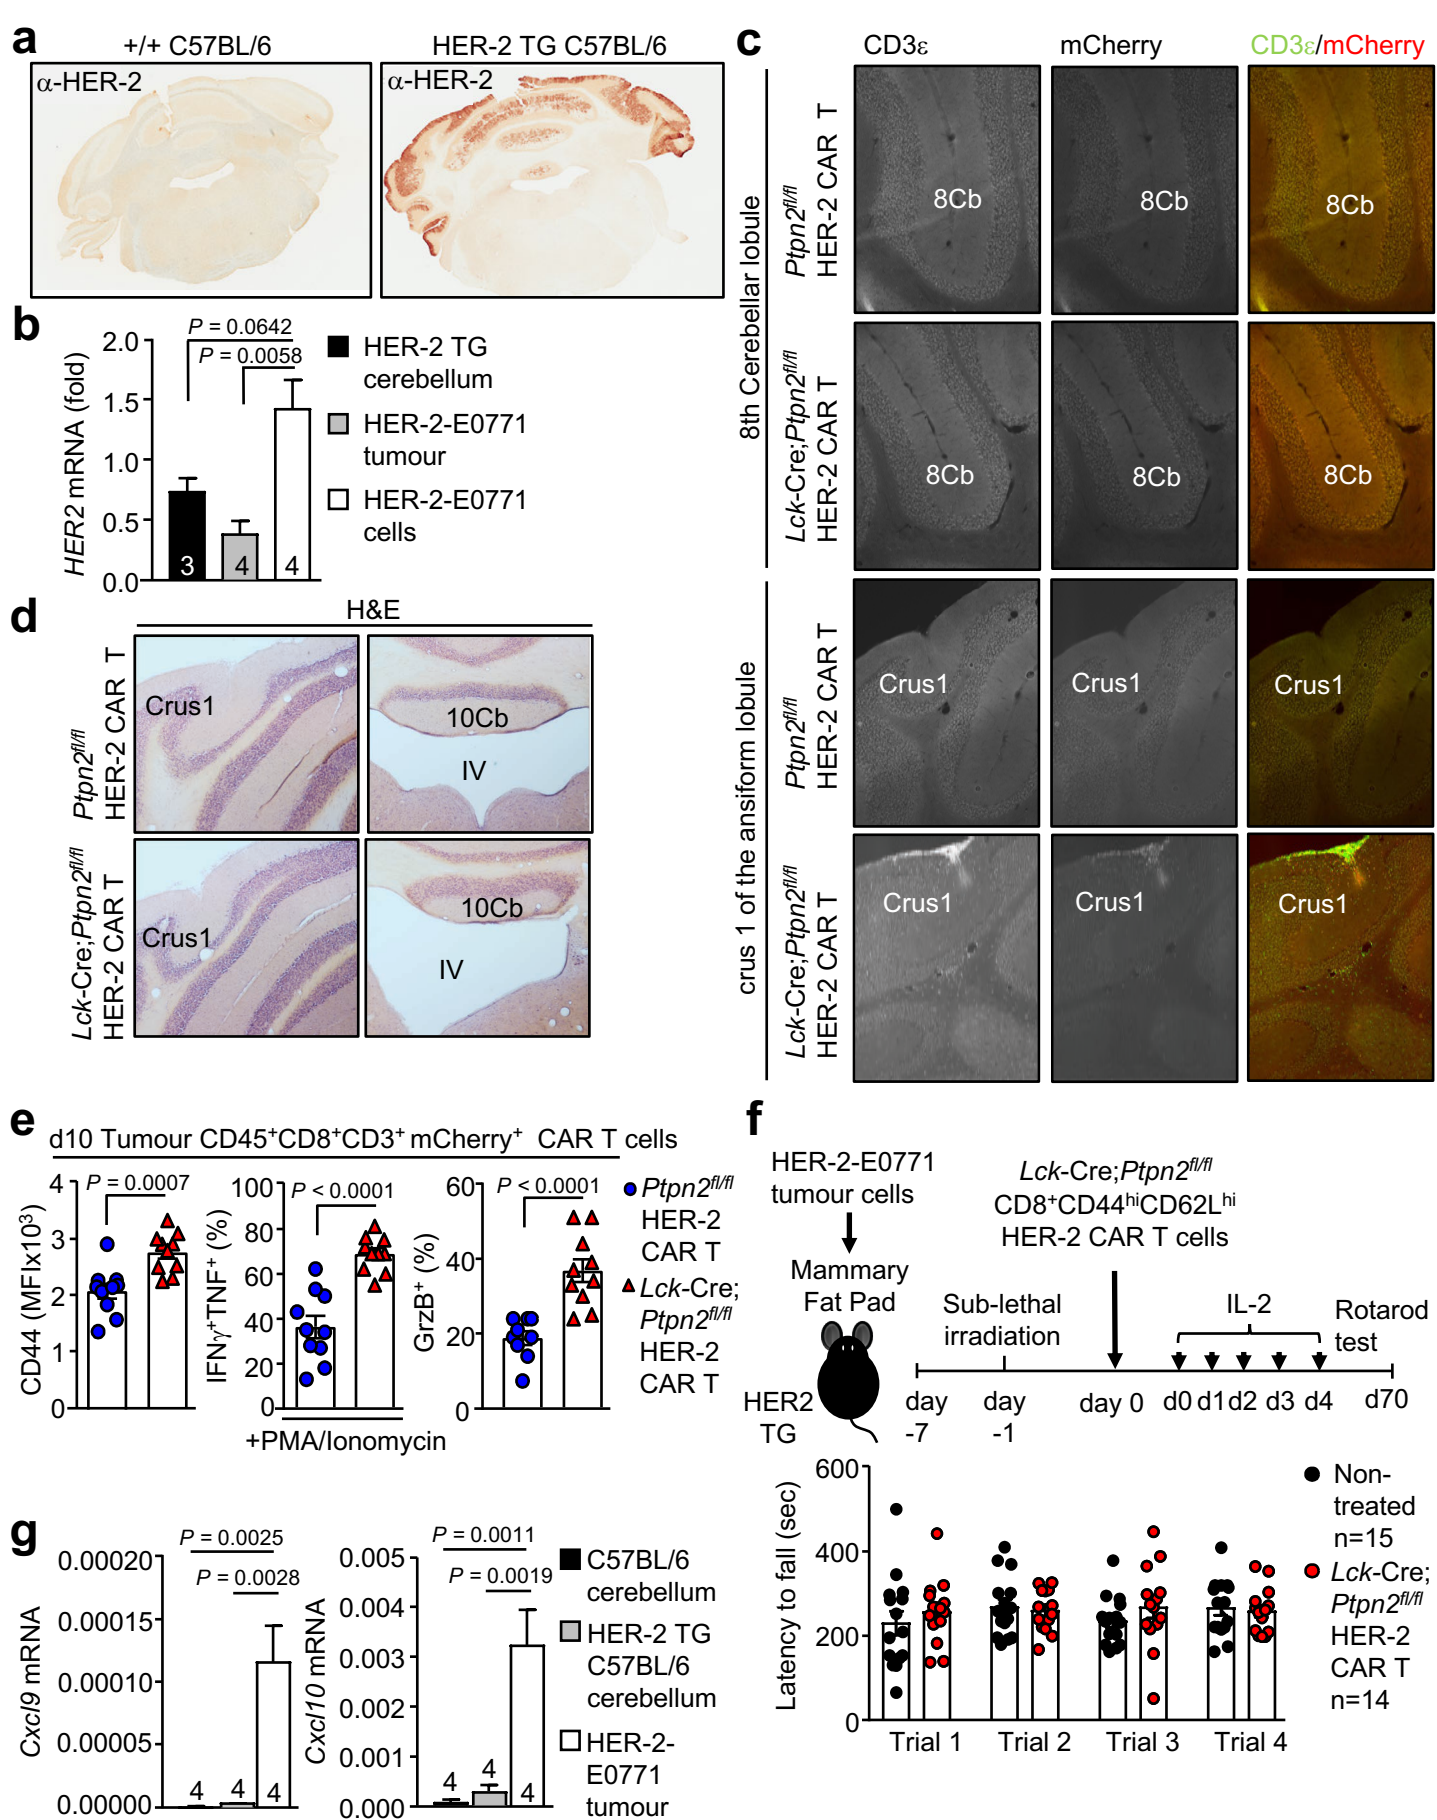 a
+/+ C57BL/6
HER-2 TG C57BL/6
α-HER-2
α-HER-2
b
HER2 mRNA (fold)
2.0
1.5
1.0
0.5
0.0
P = 0.0642
P = 0.0058
3
4
4
HER-2 TG
cerebellum
HER-2-E0771
tumour
HER-2-E0771
cells
c
CD3ε
mCherry
CD3ε/mCherry
8th Cerebellar lobule
Ptpn2fl/fl
HER-2 CAR T
8Cb
8Cb
8Cb
Lck-Cre;Ptpn2fl/fl
HER-2 CAR T
8Cb
8Cb
8Cb
crus 1 of the ansiform lobule
Ptpn2fl/fl
HER-2 CAR T
Crus1
Crus1
Crus1
Lck-Cre;Ptpn2fl/fl
HER-2 CAR T
Crus1
Crus1
Crus1
d
H&E
Ptpn2fl/fl
HER-2 CAR T
Crus1
10Cb
IV
Lck-Cre;Ptpn2fl/fl
HER-2 CAR T
Crus1
10Cb
IV
e
d10 Tumour CD45+CD8+CD3+ mCherry+ CAR T cells
CD44 (MFIx10³)
4
3
2
1
0
P = 0.0007
IFNγ+TNF+ (%)
100
80
60
40
20
0
P < 0.0001
+PMA/Ionomycin
GrzB+ (%)
60
40
20
0
P < 0.0001
Ptpn2fl/fl
HER-2
CAR T
Lck-Cre;
Ptpn2fl/fl
HER-2
CAR T
f
HER-2-E0771
tumour cells
Mammary
Fat Pad
HER2
TG
Lck-Cre;Ptpn2fl/fl
CD8+CD44hiCD62Lhi
HER-2 CAR T cells
Sub-lethal
irradiation
IL-2
Rotarod
test
day
-7
day
-1
day 0
d0 d1 d2 d3 d4
d70
Latency to fall (sec)
600
400
200
0
Trial 1
Trial 2
Trial 3
Trial 4
Non-
treated
n=15
Lck-Cre;
Ptpn2fl/fl
HER-2
CAR T
n=14
g
Cxcl9 mRNA
0.00020
0.00015
0.00010
0.00005
0.00000
P = 0.0025
P = 0.0028
4
4
4
Cxcl10 mRNA
0.005
0.004
0.003
0.002
0.001
0.000
P = 0.0011
P = 0.0019
4
4
4
C57BL/6
cerebellum
HER-2 TG
C57BL/6
cerebellum
HER-2-
E0771
tumour